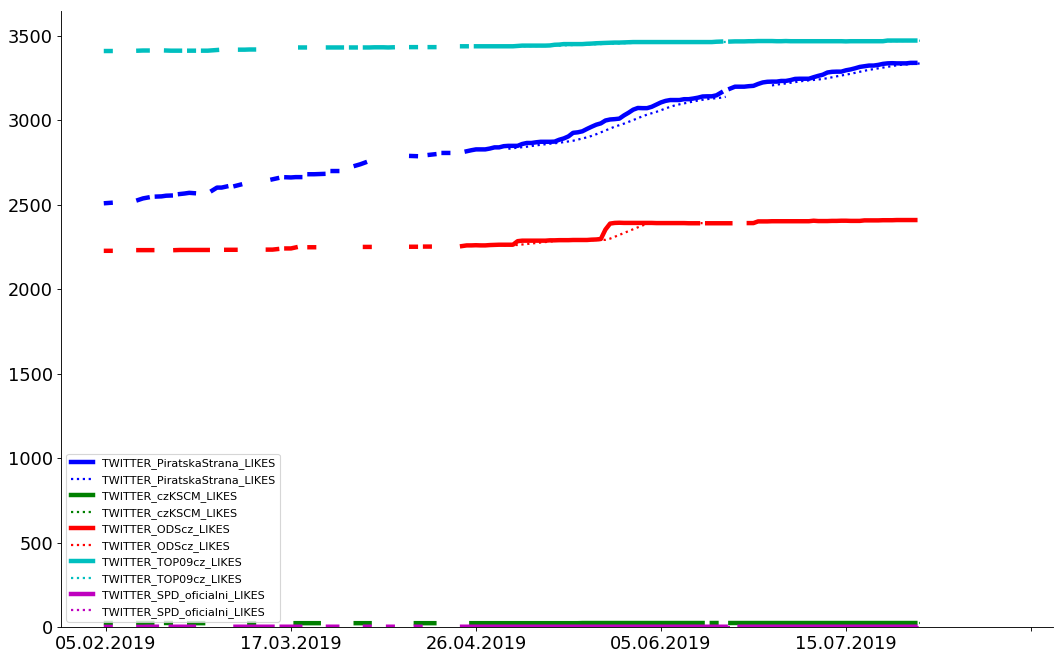 3500
3000
2500
2000
1500
1000
500
0
TWITTER_PiratskaStrana_LIKES
TWITTER_PiratskaStrana_LIKES
TWITTER_czKSCM_LIKES
TWITTER_czKSCM_LIKES
TWITTER_ODScz_LIKES
TWITTER_ODScz_LIKES
TWITTER_TOP09cz_LIKES
TWITTER_TOP09cz_LIKES
TWITTER_SPD_oficialni_LIKES
TWITTER_SPD_oficialni_LIKES
05.02.2019 17.03.2019 26.04.2019 05.06.2019 15.07.2019